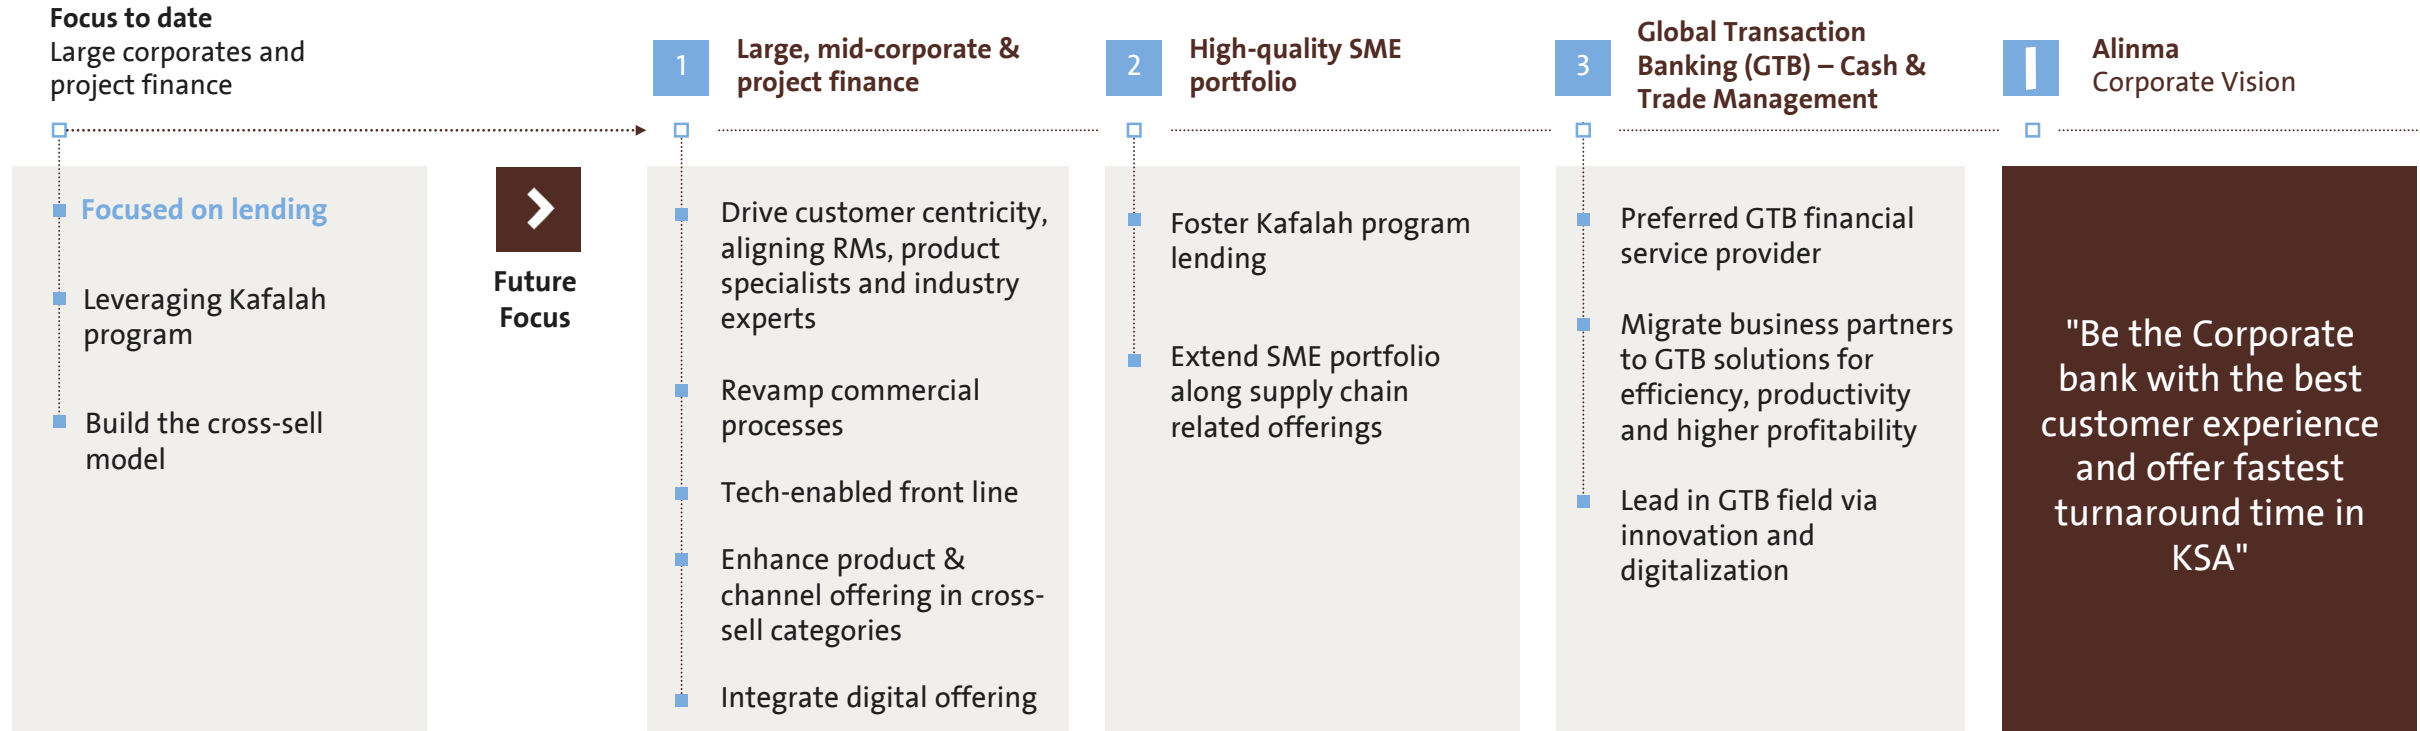 Focus to date
Large corporates and
project finance
Focused on lending
Leveraging Kafalah
program
Build the cross-sell
model
Future
Focus
1
Large, mid-corporate &
project finance
Drive customer centricity,
aligning RMs, product
specialists and industry
experts
Revamp commercial
processes
Tech-enabled front line
Enhance product &
channel offering in cross-
sell categories
Integrate digital offering
2
High-quality SME
portfolio
Foster Kafalah program
lending
Extend SME portfolio
along supply chain
related offerings
3
Global Transaction
Banking (GTB) – Cash &
Trade Management
Preferred GTB financial
service provider
Migrate business partners
to GTB solutions for
efficiency, productivity
and higher profitability
Lead in GTB field via
innovation and
digitalization
Alinma
Corporate Vision
"Be the Corporate
bank with the best
customer experience
and offer fastest
turnaround time in
KSA"